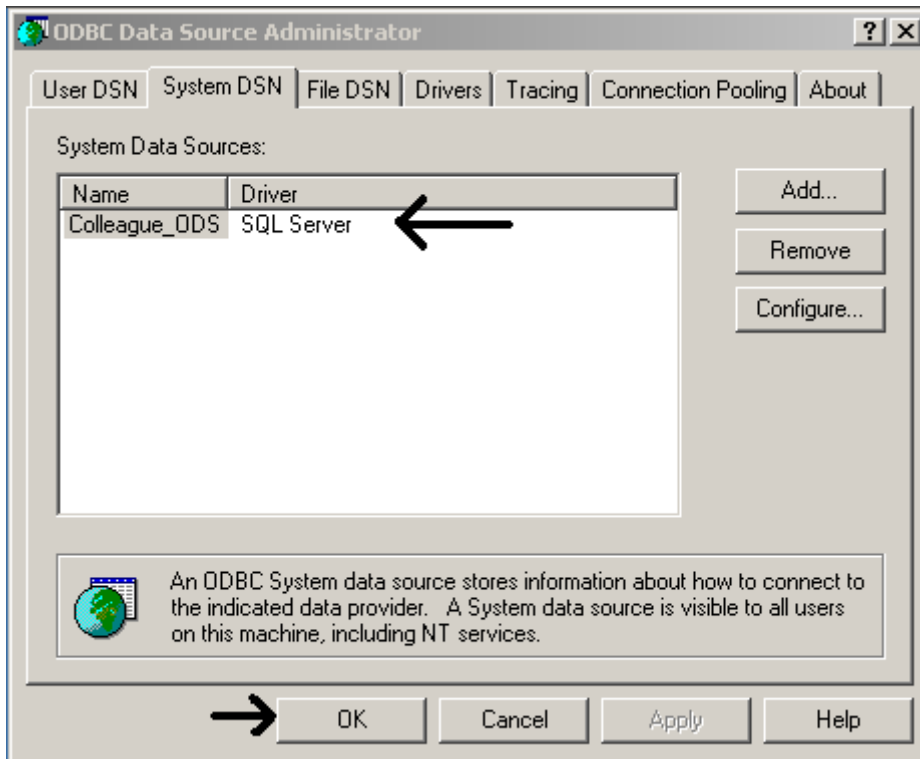 ODBC Data Source Administrator
? X
User DSN System DSN File DSN Drivers Tracing Connection Pooling About
System Data Sources:
Name Driver
Colleague_ODS SQL Server
Add...
Remove
Configure...
An ODBC System data source stores information about how to connect to
the indicated data provider. A System data source is visible to all users
on this machine, including NT services.
OK Cancel Apply Help